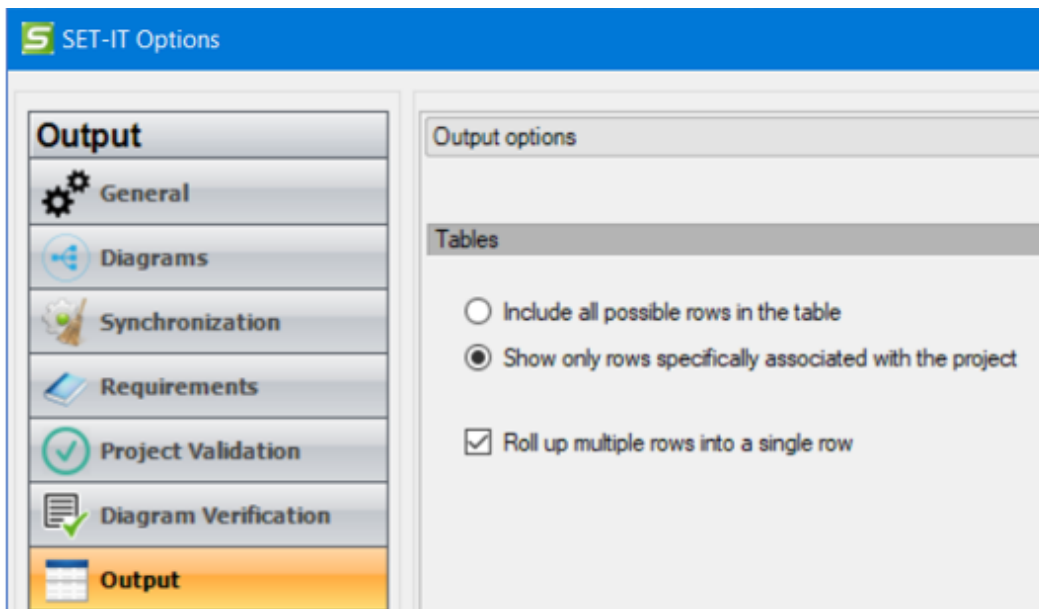 SET-IT Options
Output
General
Diagrams
Synchronization
Requirements
Project Validation
Diagram Verification
Output
Output options
Tables
Include all possible rows in the table
Show only rows specifically associated with the project
Roll up multiple rows into a single row